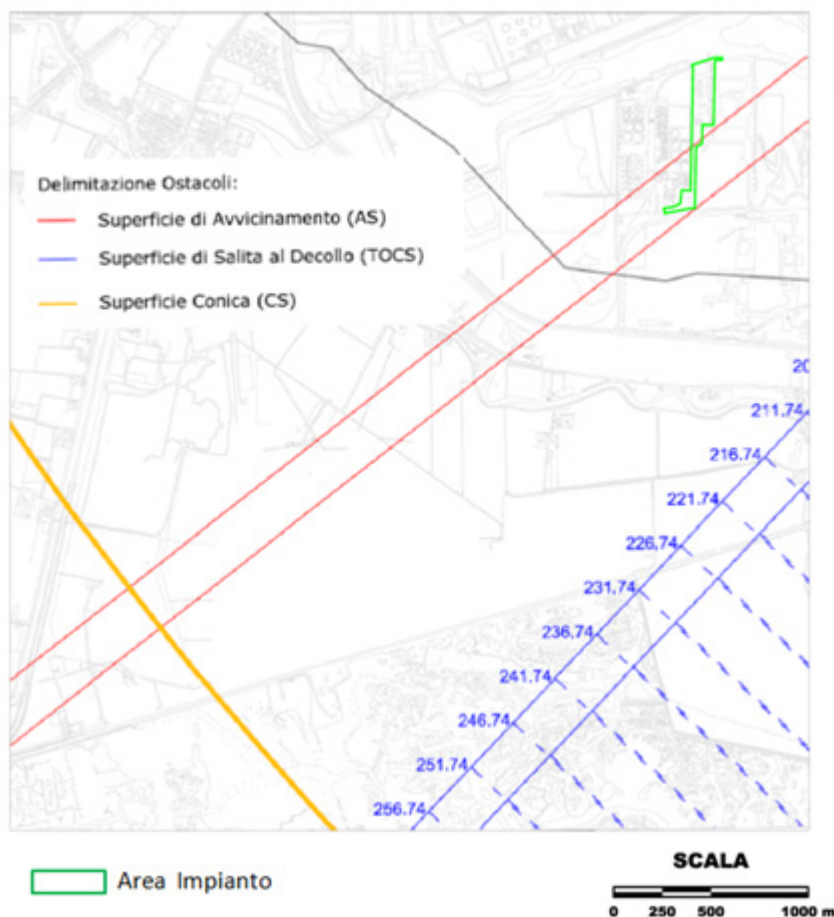 Delimitazione Ostacoli:
Superficie di Avvicinamento (AS)
Superficie di Salita al Decollo (TOCS)
Superficie Conica (CS)
20
211.74
216.74
221.74
226.74
231.74
236.74
241.74
246.74
251.74
256.74
Area Impianto
SCALA
0 250 500 1000 m